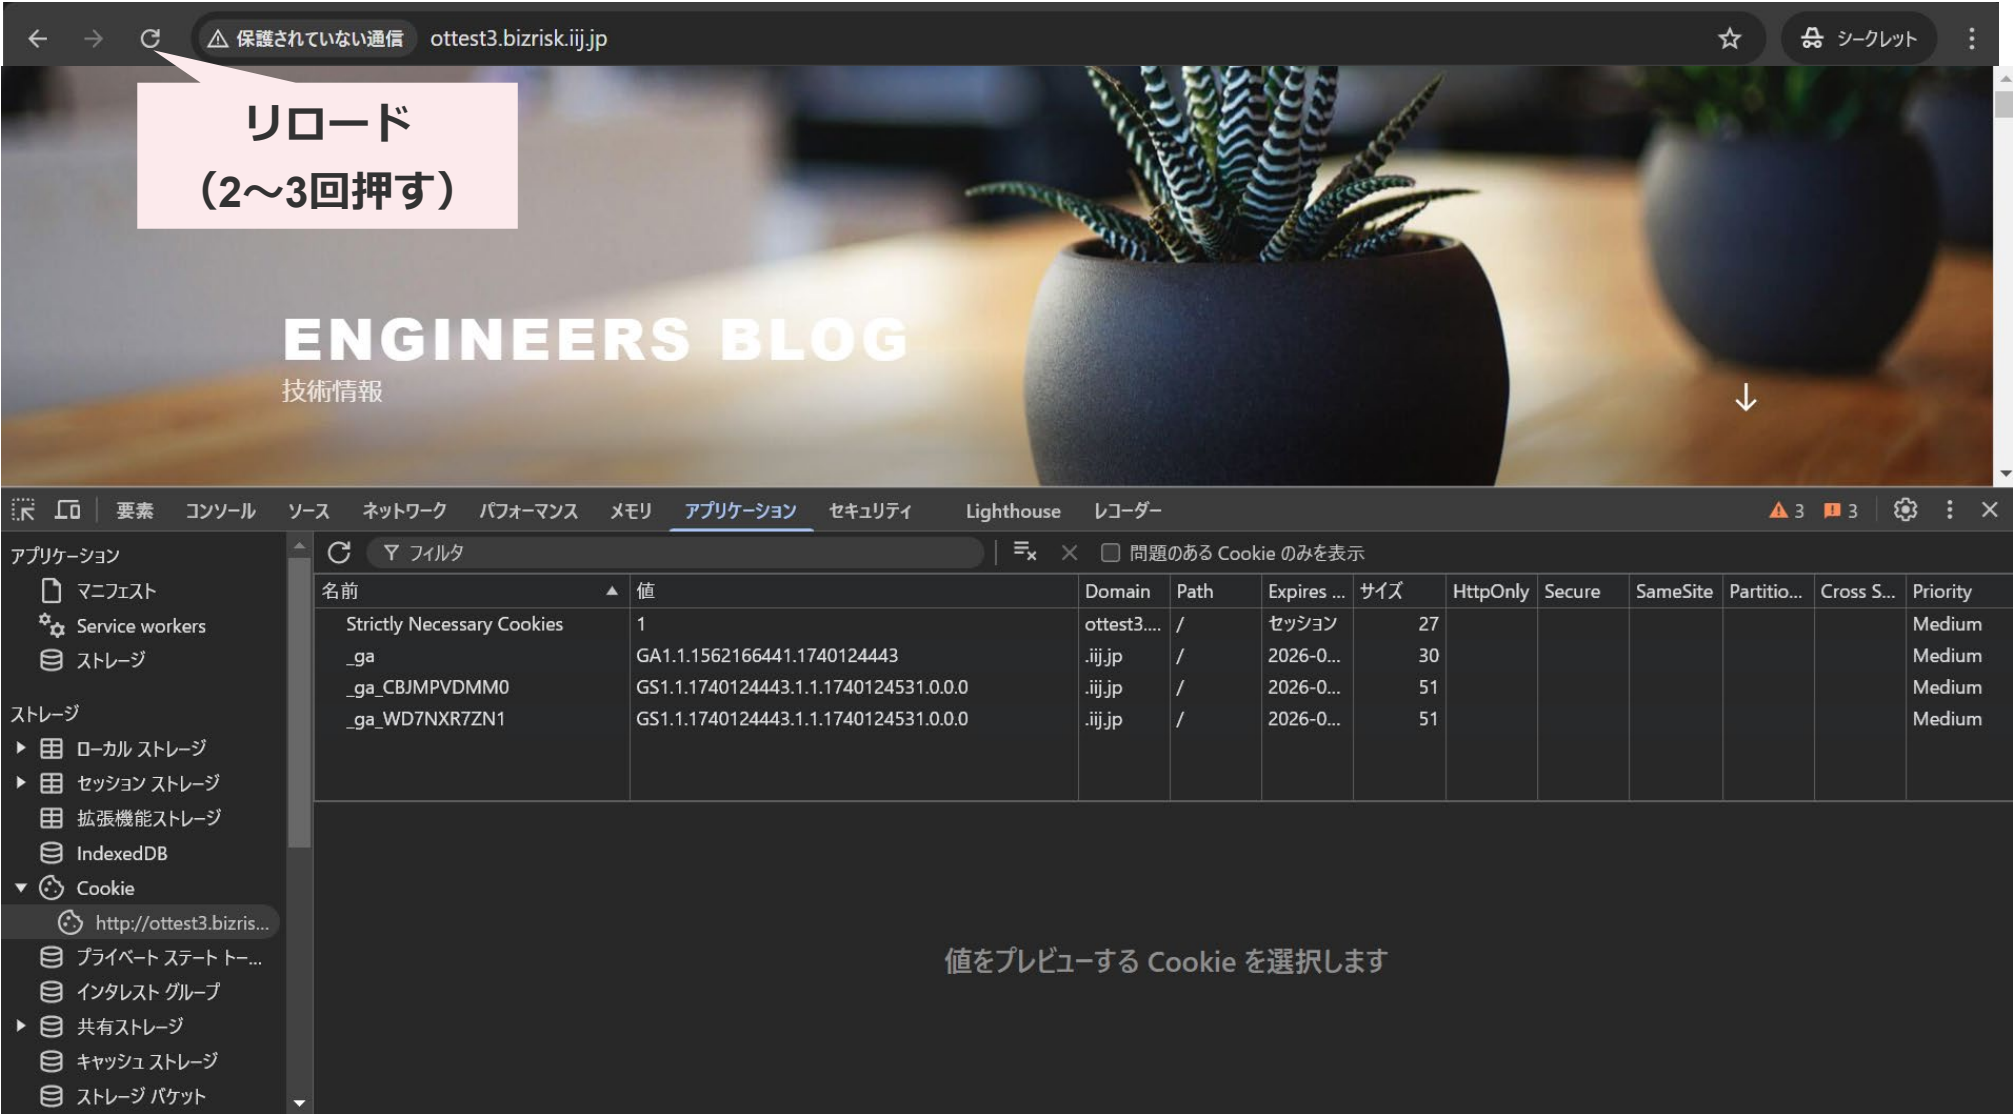 保護されていない通信 ottest3.bizrisk.iij.jp シークレット
リロード
（2～3回押す）
ENGINEERS BLOG
技術情報
要素 コンソール ソース ネットワーク パフォーマンス メモリ アプリケーション セキュリティ Lighthouse レコーダー 3 3
アプリケーション
マニフェスト
Service workers
ストレージ
ストレージ
ローカル ストレージ
セッション ストレージ
拡張機能ストレージ
IndexedDB
Cookie
http://ottest3.bizris...
プライベート ステート トー...
インタレスト グループ
共有ストレージ
キャッシュ ストレージ
ストレージ バケット
フィルタ 問題のある Cookie のみを表示
名前 値 Domain Path Expires ... サイズ HttpOnly Secure SameSite Partitio... Cross S... Priority
Strictly Necessary Cookies 1 ottest3.... / セッション 27 Medium
_ga GA1.1.1562166441.1740124443 .iij.jp / 2026-0... 30 Medium
_ga_CBJMPVDMM0 GS1.1.1740124443.1.1.1740124531.0.0.0 .iij.jp / 2026-0... 51 Medium
_ga_WD7NXR7ZN1 GS1.1.1740124443.1.1.1740124531.0.0.0 .iij.jp / 2026-0... 51 Medium
値をプレビューする Cookie を選択します